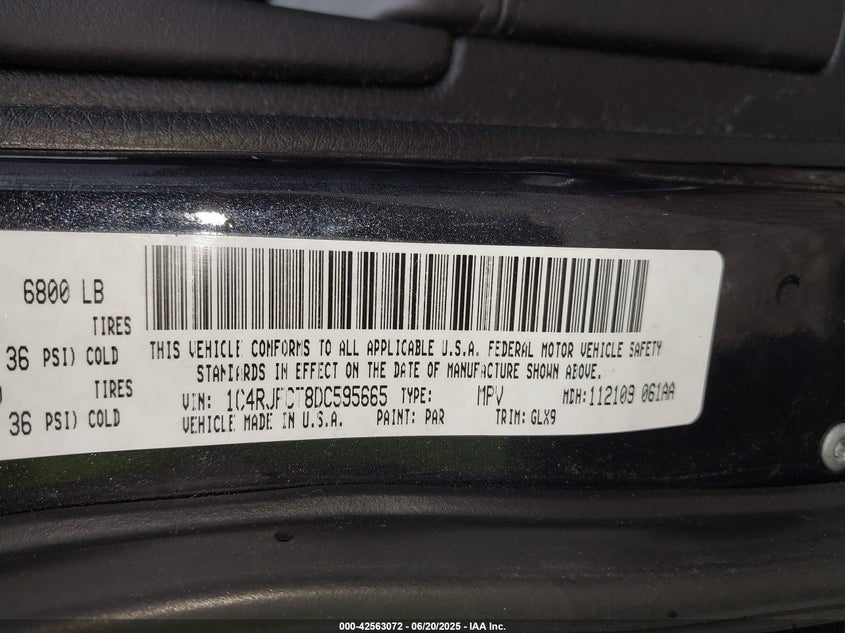 6800 LB
TIRES
36 PSI) COLD
TIRES
36 PSI) COLD
THIS VEHICLE CONFORMS TO ALL APPLICABLE U.S.A. FEDERAL MOTOR VEHICLE SAFETY
STANDARDS IN EFFECT ON THE DATE OF MANUFACTURE SHOWN ABOVE.
VIN: 1C4RJFCT8DC595665 TYPE: MPV MDH:112109 061AA
VEHICLE MADE IN U.S.A. PAINT: PAR TRIM: GLX9
000-42563072 - 06/20/2025 - IAA Inc.